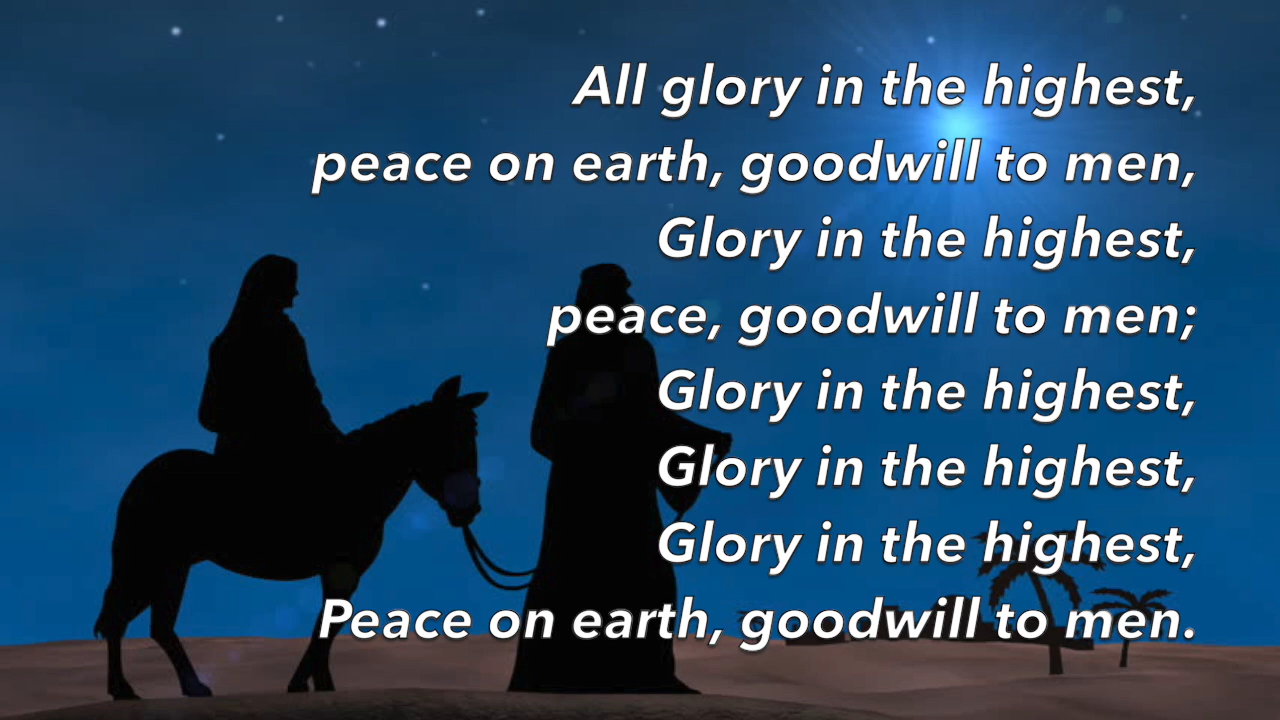 All glory in the highest,
peace on earth, goodwill to men,
Glory in the highest,
peace, goodwill to men;
Glory in the highest,
Glory in the highest,
Glory in the highest,
Peace on earth, goodwill to men.